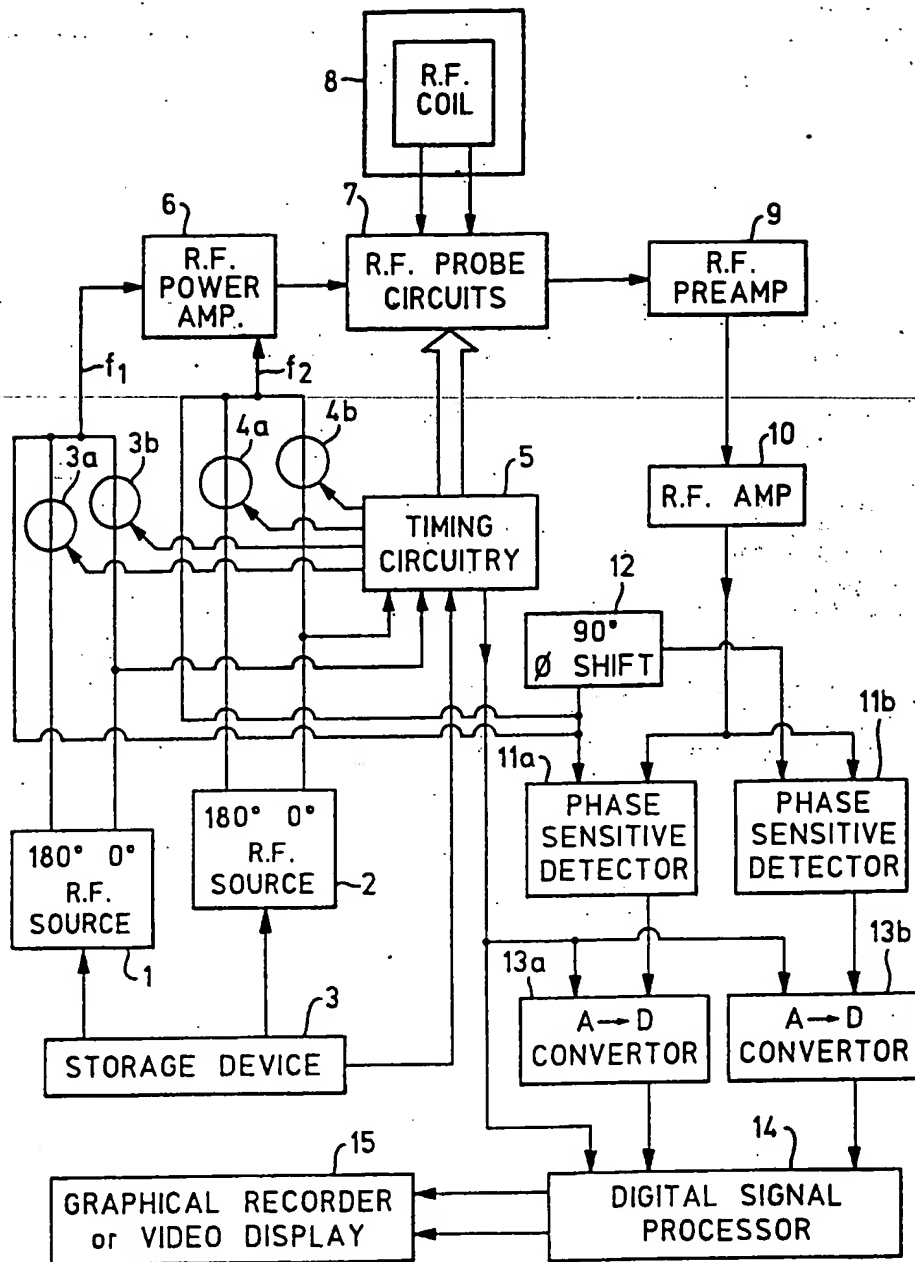 8
R.F.
COIL
7
R.F. PROBE
CIRCUITS
6
R.F.
POWER
AMP.
9
R.F.
PREAMP
f1
f2
3a
3b
4a
4b
5
TIMING
CIRCUITRY
10
R.F. AMP
12
90°
Ø SHIFT
11a
PHASE
SENSITIVE
DETECTOR
11b
PHASE
SENSITIVE
DETECTOR
180° 0°
R.F.
SOURCE
1
180° 0°
R.F.
SOURCE
2
3
STORAGE DEVICE
13a
A→D
CONVERTOR
13b
A→D
CONVERTOR
15
GRAPHICAL RECORDER
or VIDEO DISPLAY
14
DIGITAL SIGNAL
PROCESSOR